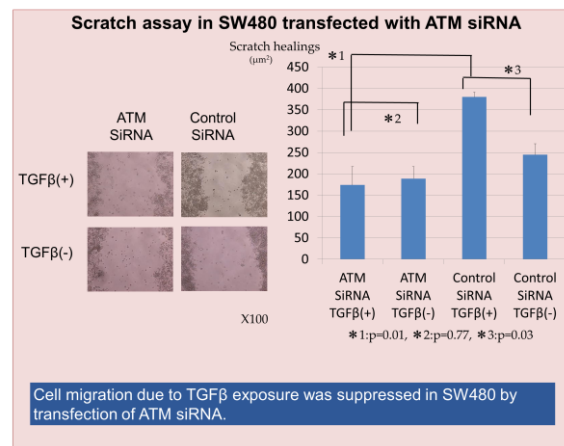 Scratch assay in SW480 transfected with ATM siRNA
Scratch healings
(μm²)
ATM
SiRNA
Control
SiRNA
TGFβ(+)
TGFβ(-)
X100
450
400
350
300
250
200
150
100
50
0
＊1
＊2
＊3
ATM
SiRNA
TGFβ(+)
ATM
SiRNA
TGFβ(-)
Control
SiRNA
TGFβ(+)
Control
SiRNA
TGFβ(-)
＊1:p=0.01, ＊2:p=0.77, ＊3:p=0.03
Cell migration due to TGFβ exposure was suppressed in SW480 by
transfection of ATM siRNA.